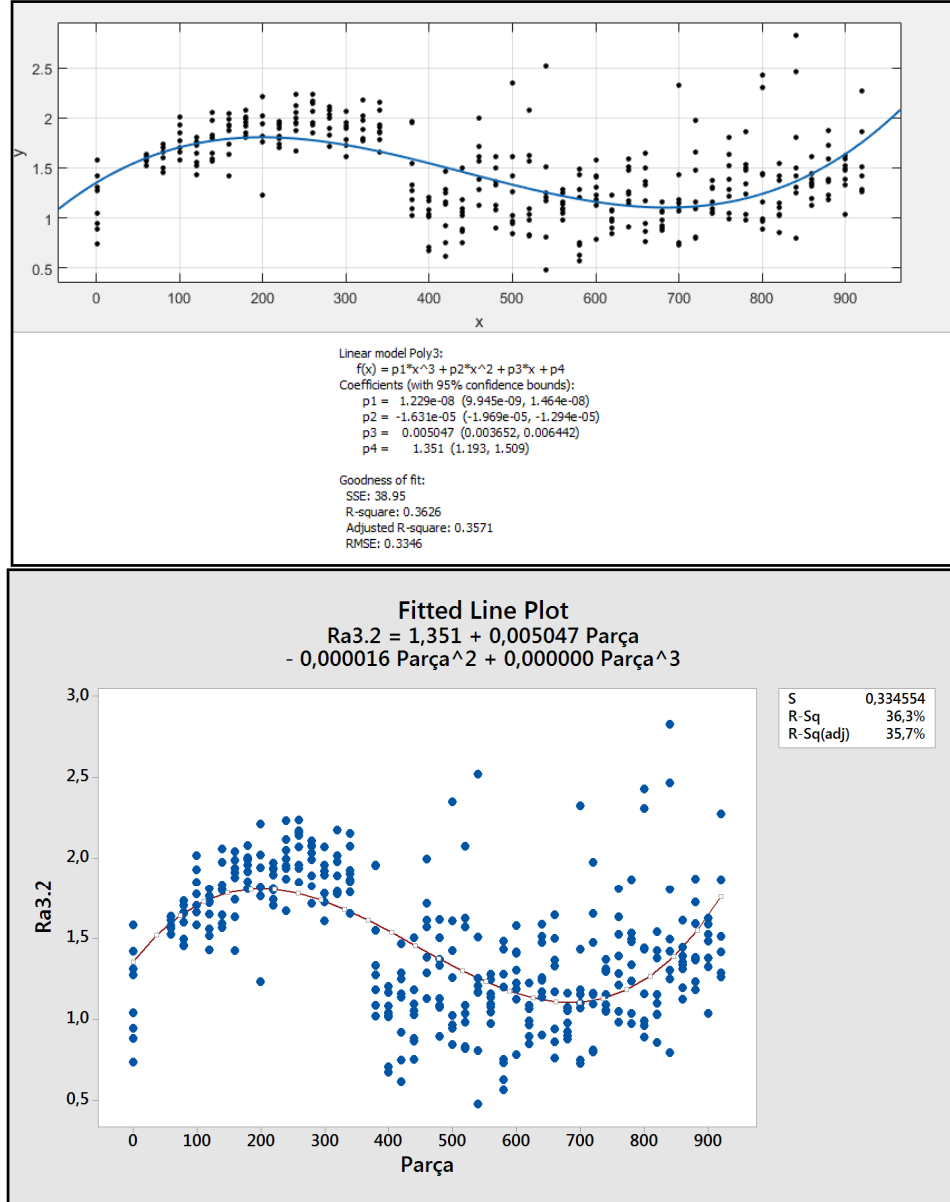 2.5
2
1.5
1
0.5
y
0 100 200 300 400 500 600 700 800 900
x
Linear model Poly3:
f(x) = p1*x^3 + p2*x^2 + p3*x + p4
Coefficients (with 95% confidence bounds):
p1 = 1.229e-08 (9.945e-09, 1.464e-08)
p2 = -1.631e-05 (-1.969e-05, -1.294e-05)
p3 = 0.005047 (0.003652, 0.006442)
p4 = 1.351 (1.193, 1.509)
Goodness of fit:
SSE: 38.95
R-square: 0.3626
Adjusted R-square: 0.3571
RMSE: 0.3346
Fitted Line Plot
Ra3.2 = 1,351 + 0,005047 Parça
- 0,000016 Parça^2 + 0,000000 Parça^3
S 0,334554
R-Sq 36,3%
R-Sq(adj) 35,7%
3,0
2,5
2,0
1,5
1,0
0,5
Ra3.2
0 100 200 300 400 500 600 700 800 900
Parça